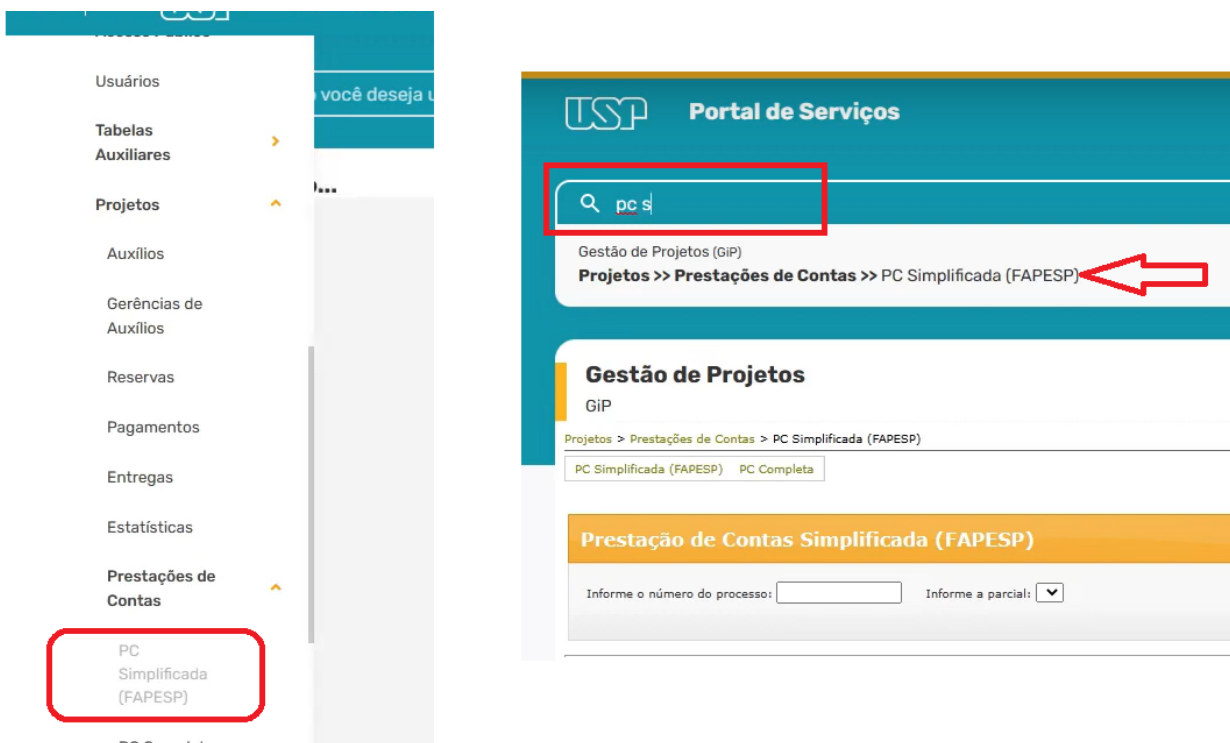 Usuários
Tabelas
Auxiliares
Projetos
Auxílios
Gerências de
Auxílios
Reservas
Pagamentos
Entregas
Estatísticas
Prestações de
Contas
PC
Simplificada
(FAPESP)
você deseja
...
USP Portal de Serviços
pc s
Gestão de Projetos (GiP)
Projetos >> Prestações de Contas >> PC Simplificada (FAPESP)
Gestão de Projetos
GiP
Projetos > Prestações de Contas > PC Simplificada (FAPESP)
PC Simplificada (FAPESP) PC Completa
Prestação de Contas Simplificada (FAPESP)
Informe o número do processo: Informe a parcial: